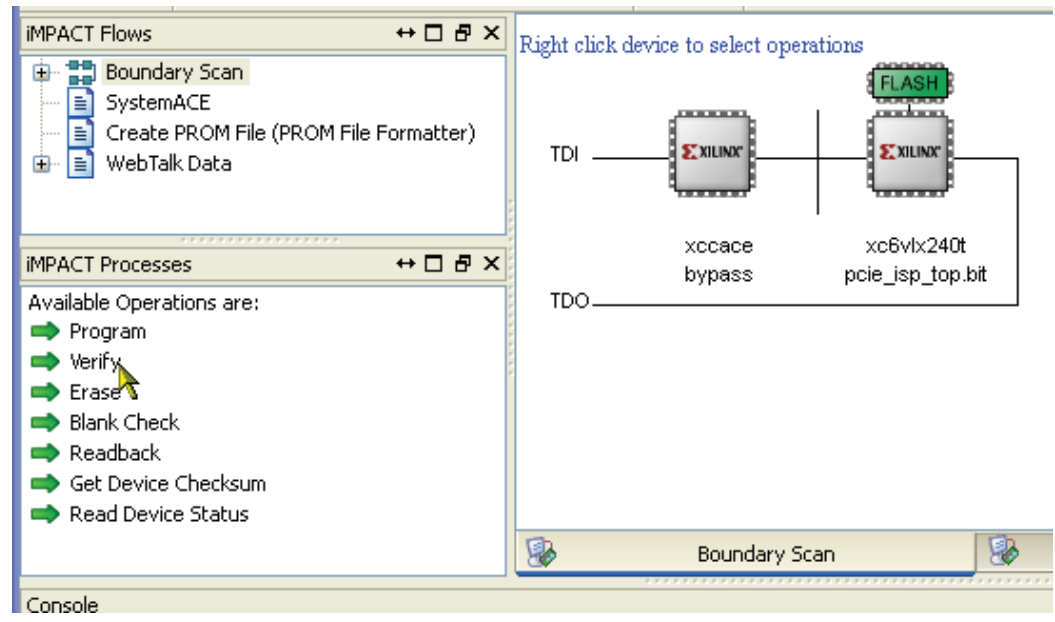 iMPACT Flows
Boundary Scan
SystemACE
Create PROM File (PROM File Formatter)
WebTalk Data
iMPACT Processes
Available Operations are:
Program
Verify
Erase
Blank Check
Readback
Get Device Checksum
Read Device Status
Right click device to select operations
FLASH
TDI
XILINX
XILINX
xccace
xc6vlx240t
bypass
pcie_isp_top.bit
TDO
Boundary Scan
Console